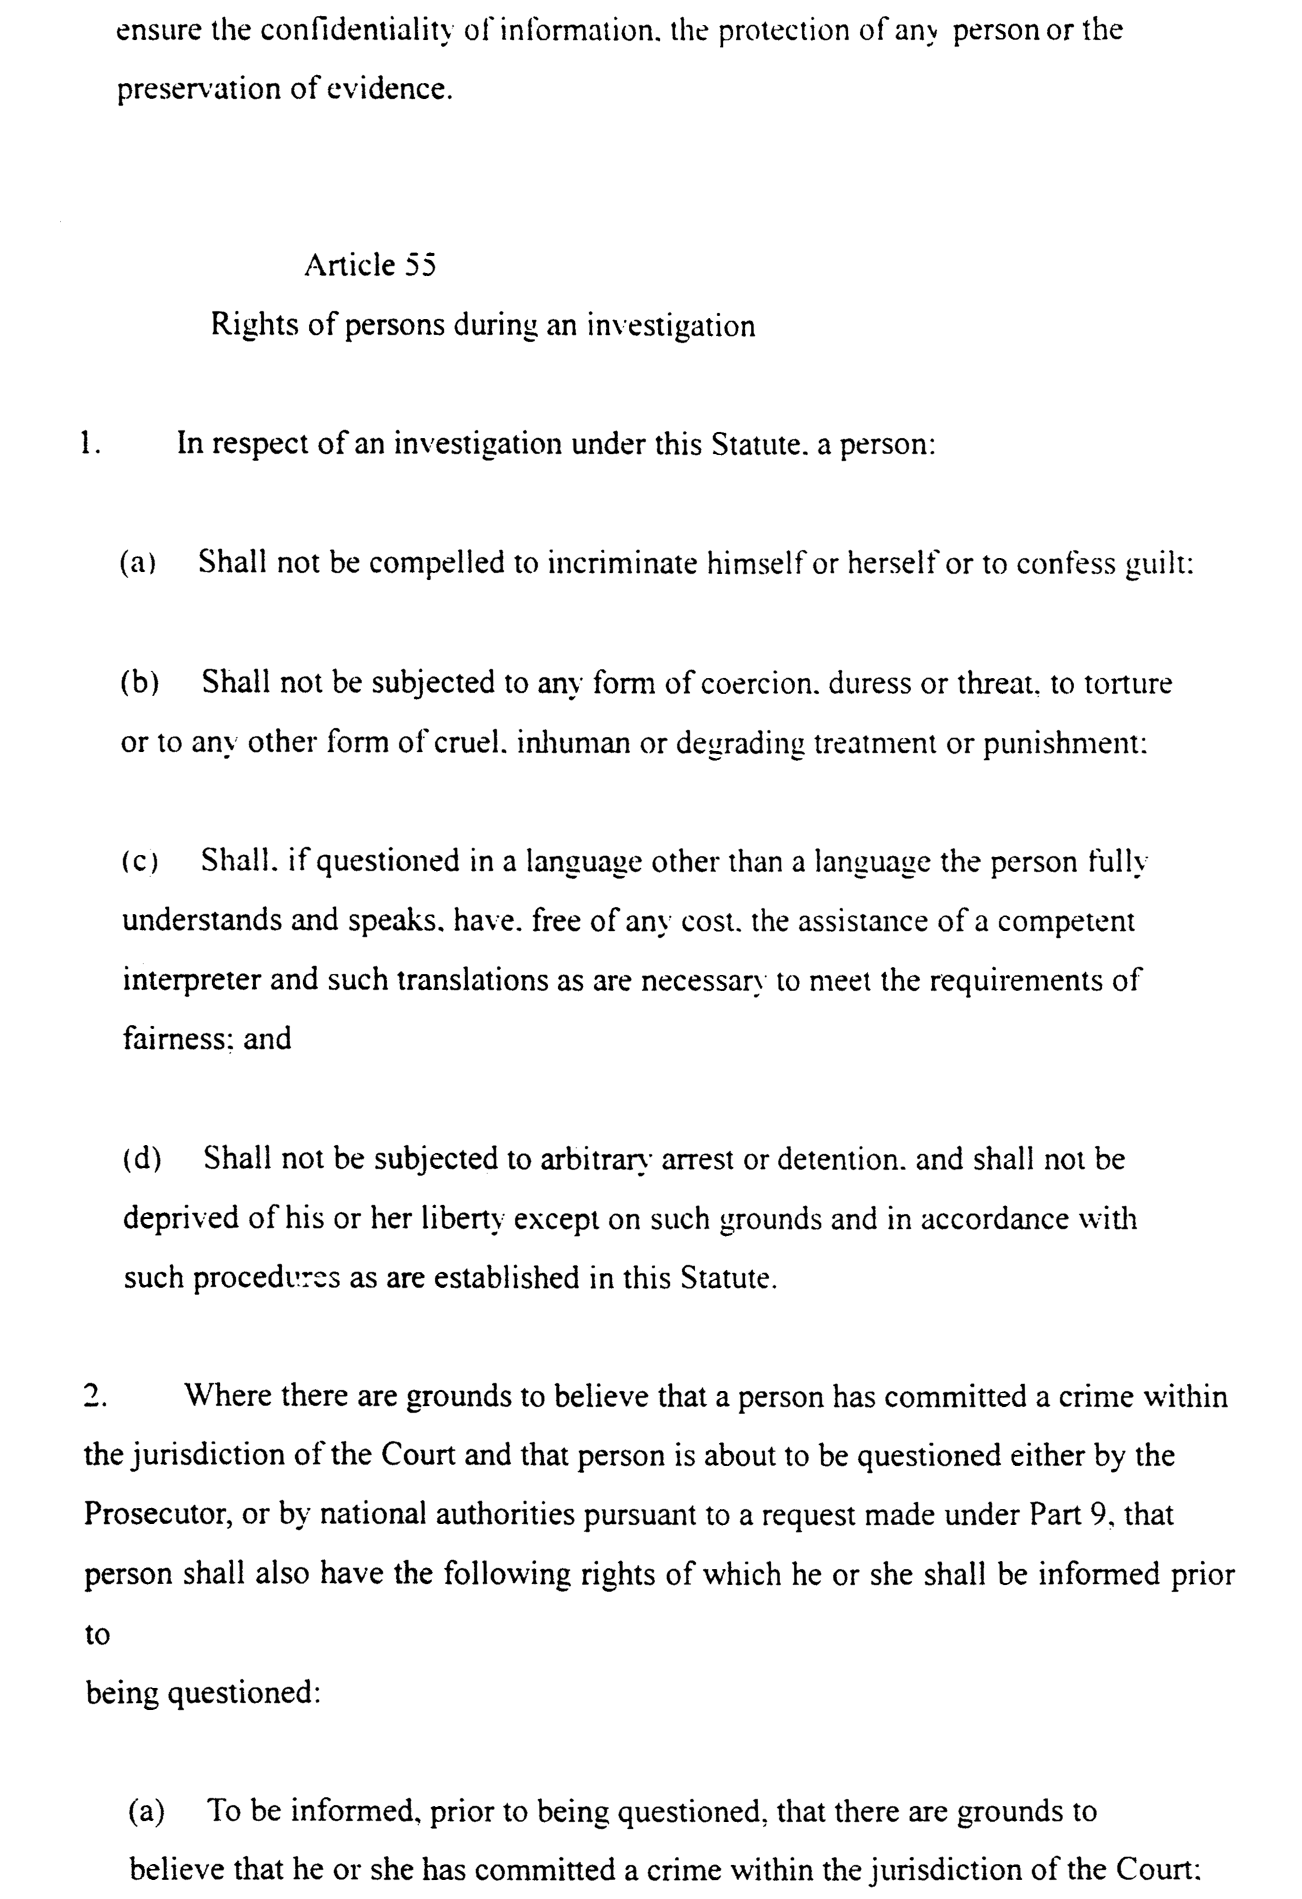 ensure the confidentiality of information, the protection of any person or the
preservation of evidence.
Article 55
Rights of persons during an investigation
1. In respect of an investigation under this Statute, a person:
(a) Shall not be compelled to incriminate himself or herself or to confess guilt;
(b) Shall not be subjected to any form of coercion, duress or threat, to torture
or to any other form of cruel, inhuman or degrading treatment or punishment;
(c) Shall, if questioned in a language other than a language the person fully
understands and speaks, have, free of any cost, the assistance of a competent
interpreter and such translations as are necessary to meet the requirements of
fairness; and
(d) Shall not be subjected to arbitrary arrest or detention, and shall not be
deprived of his or her liberty except on such grounds and in accordance with
such procedures as are established in this Statute.
2. Where there are grounds to believe that a person has committed a crime within
the jurisdiction of the Court and that person is about to be questioned either by the
Prosecutor, or by national authorities pursuant to a request made under Part 9, that
person shall also have the following rights of which he or she shall be informed prior
to
being questioned:
(a) To be informed, prior to being questioned, that there are grounds to
believe that he or she has committed a crime within the jurisdiction of the Court;